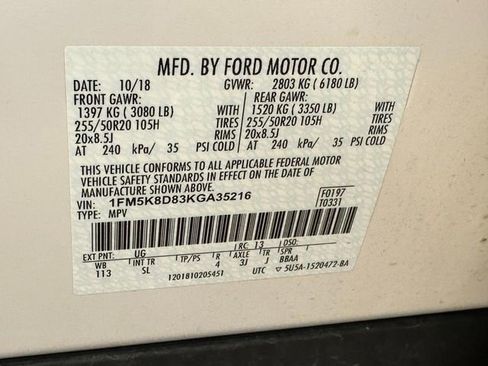 MFD. BY FORD MOTOR CO.
DATE: 10/18 GVWR: 2803 KG ( 6180 LB)
FRONT GAWR: REAR GAWR:
1397 KG ( 3080 LB) 1520 KG ( 3350 LB)
255/50R20 105H TIRES 255/50R20 105H TIRES
20x8.5J RIMS 20x8.5J RIMS
AT 240 kPa/ 35 PSI COLD AT 240 kPa/ 35 PSI COLD
THIS VEHICLE CONFORMS TO ALL APPLICABLE FEDERAL MOTOR
VEHICLE SAFETY STANDARDS IN EFFECT ON THE DATE OF
MANUFACTURE SHOWN ABOVE.
VIN: 1FM5K8D83KGA35216 F0197
TYPE: MPV T0331
EXT PNT: UG RC: 13 DSO:
WB INT TR TP/PS R AXLE TR SPR
113 SL 4 3J J BBAA
1201810205451 UTC 5U5A-1520472-BA